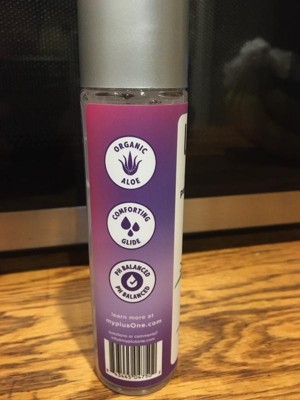 ORGANIC
ALOE
COMFORTING
GLIDE
PH BALANCED
PH BALANCED
learn more at
myplusOne.com